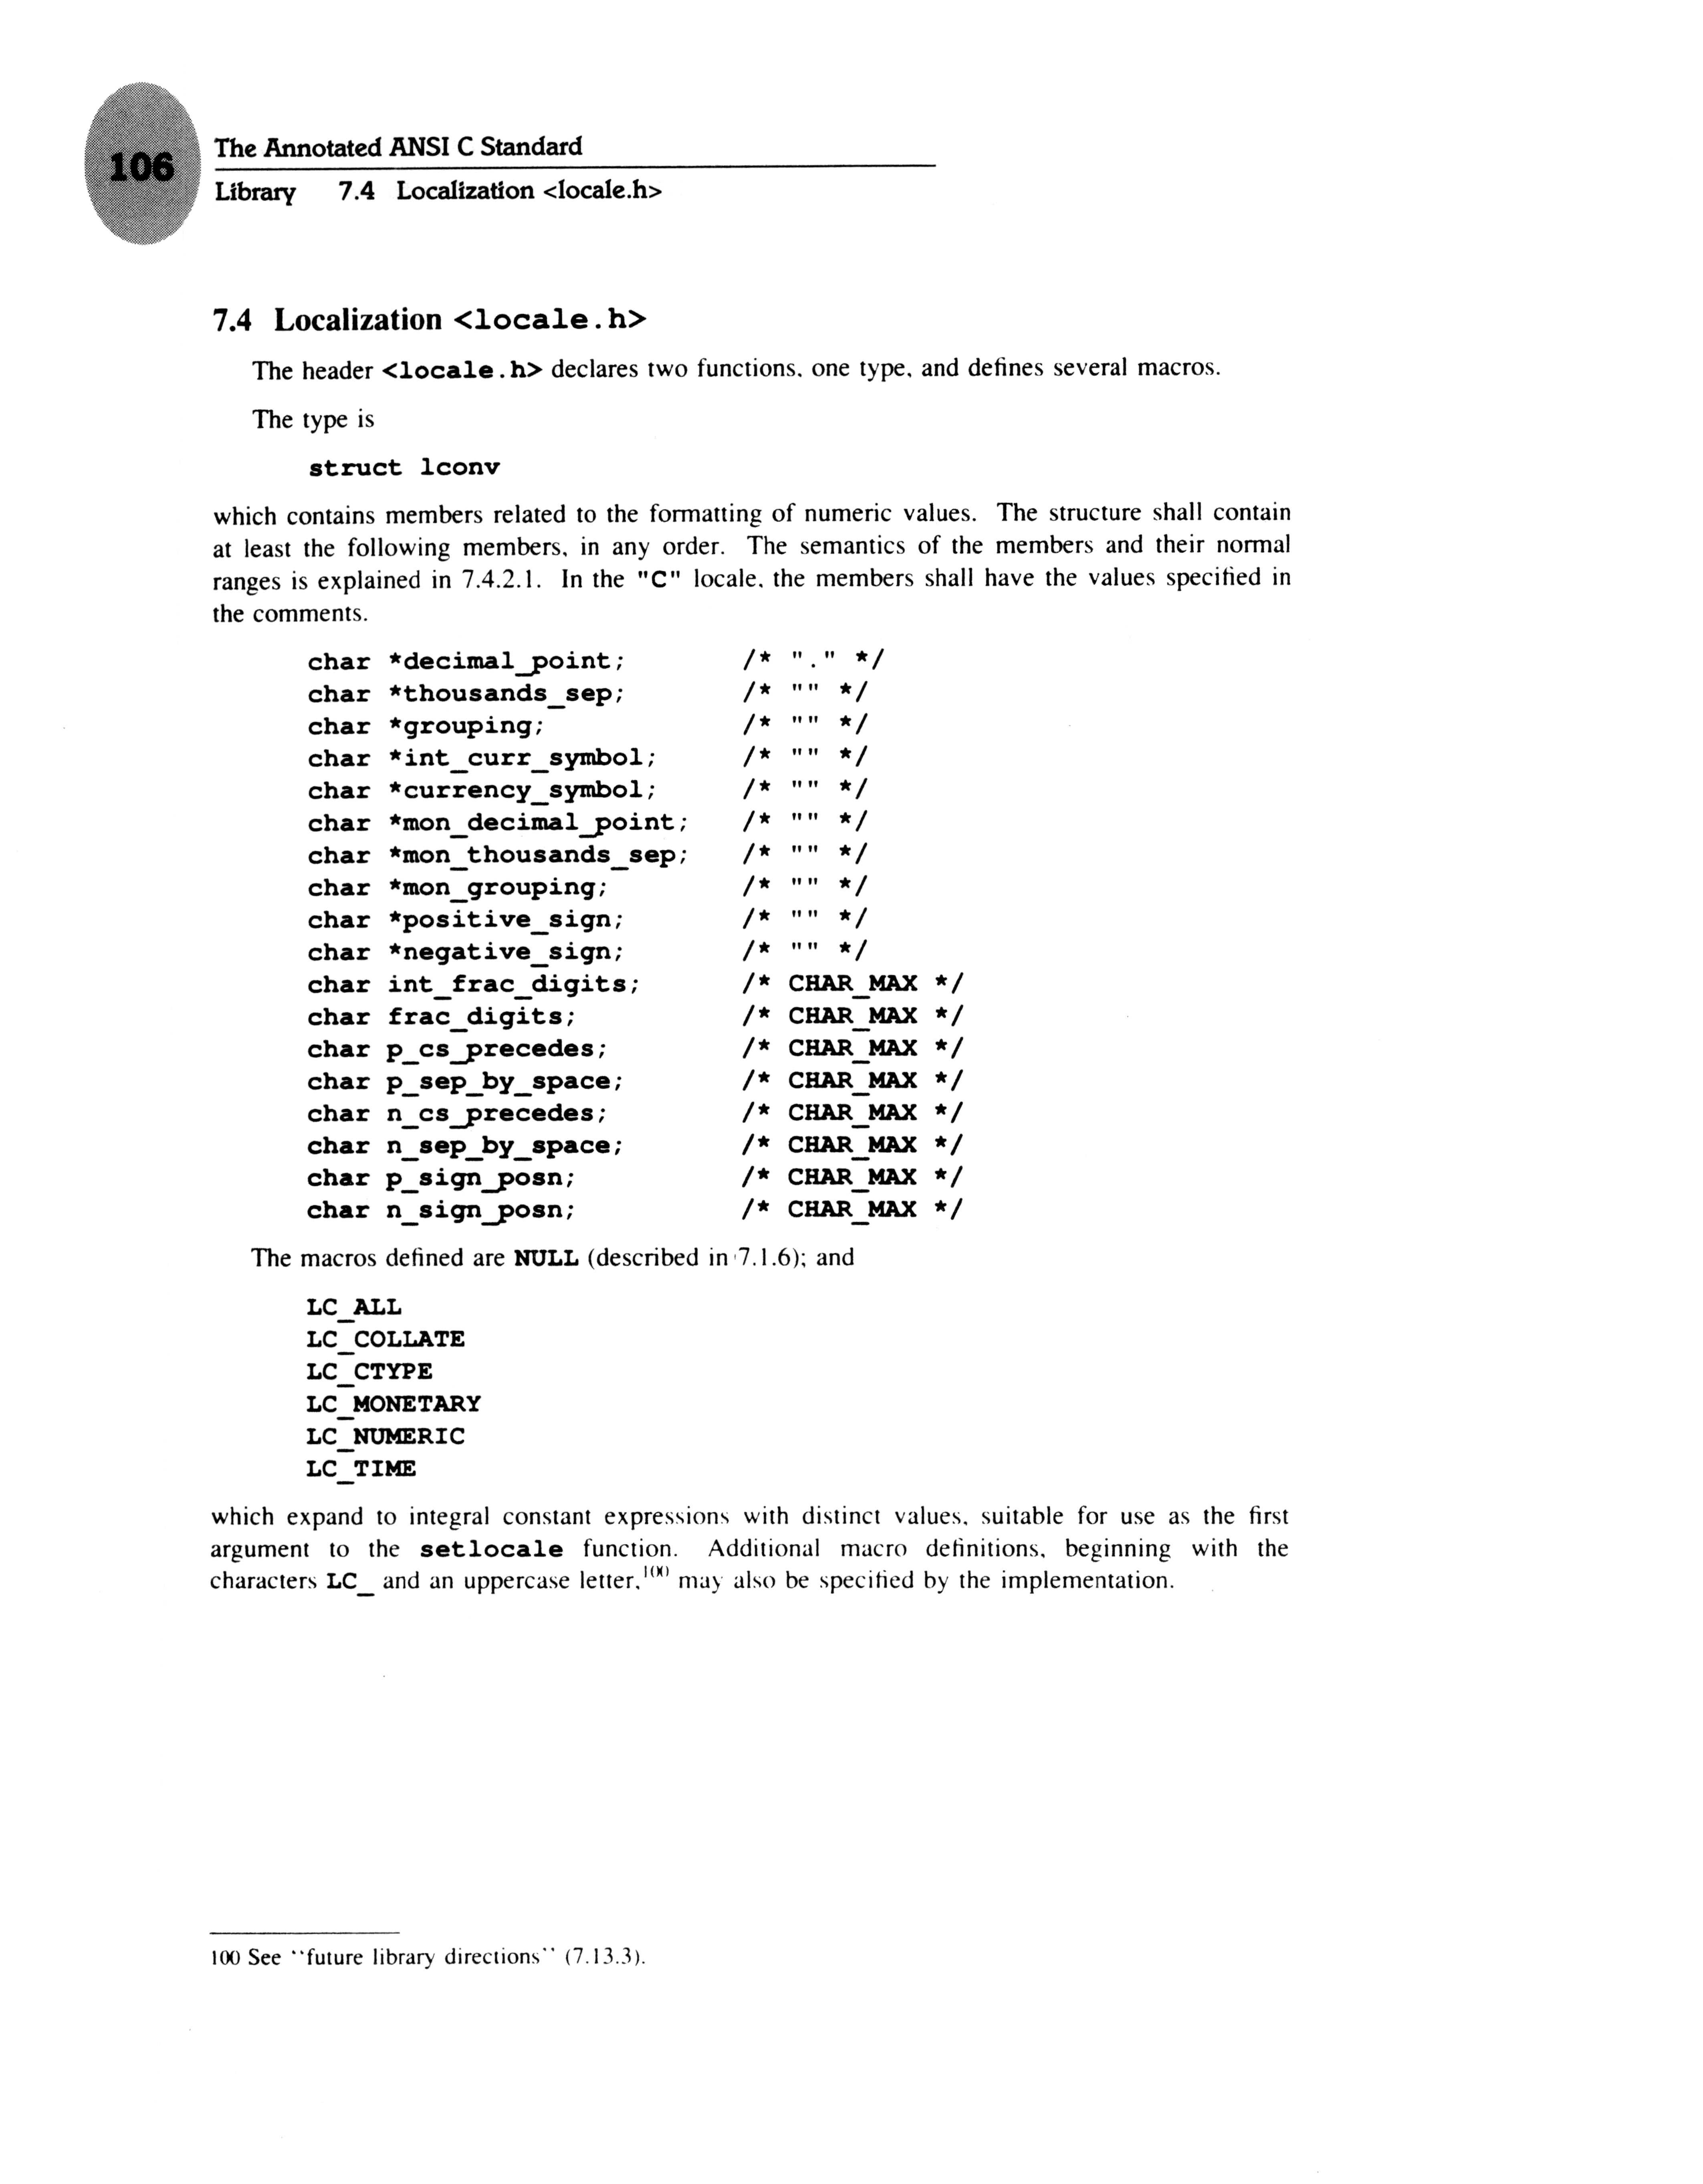 106
The Annotated ANSI C Standard
Library 7.4 Localization <locale.h>
7.4 Localization <locale.h>
The header <locale.h> declares two functions, one type, and defines several macros.
The type is
struct lconv
which contains members related to the formatting of numeric values. The structure shall contain
at least the following members, in any order. The semantics of the members and their normal
ranges is explained in 7.4.2.1. In the "C" locale, the members shall have the values specified in
the comments.
char *decimal_point; /* "." */
char *thousands_sep; /* "" */
char *grouping; /* "" */
char *int_curr_symbol; /* "" */
char *currency_symbol; /* "" */
char *mon_decimal_point; /* "" */
char *mon_thousands_sep; /* "" */
char *mon_grouping; /* "" */
char *positive_sign; /* "" */
char *negative_sign; /* "" */
char int_frac_digits; /* CHAR_MAX */
char frac_digits; /* CHAR_MAX */
char p_cs_precedes; /* CHAR_MAX */
char p_sep_by_space; /* CHAR_MAX */
char n_cs_precedes; /* CHAR_MAX */
char n_sep_by_space; /* CHAR_MAX */
char p_sign_posn; /* CHAR_MAX */
char n_sign_posn; /* CHAR_MAX */
The macros defined are NULL (described in 7.1.6); and
LC_ALL
LC_COLLATE
LC_CTYPE
LC_MONETARY
LC_NUMERIC
LC_TIME
which expand to integral constant expressions with distinct values, suitable for use as the first
argument to the setlocale function. Additional macro definitions, beginning with the
characters LC_ and an uppercase letter,100 may also be specified by the implementation.
100 See ``future library directions'' (7.13.3).